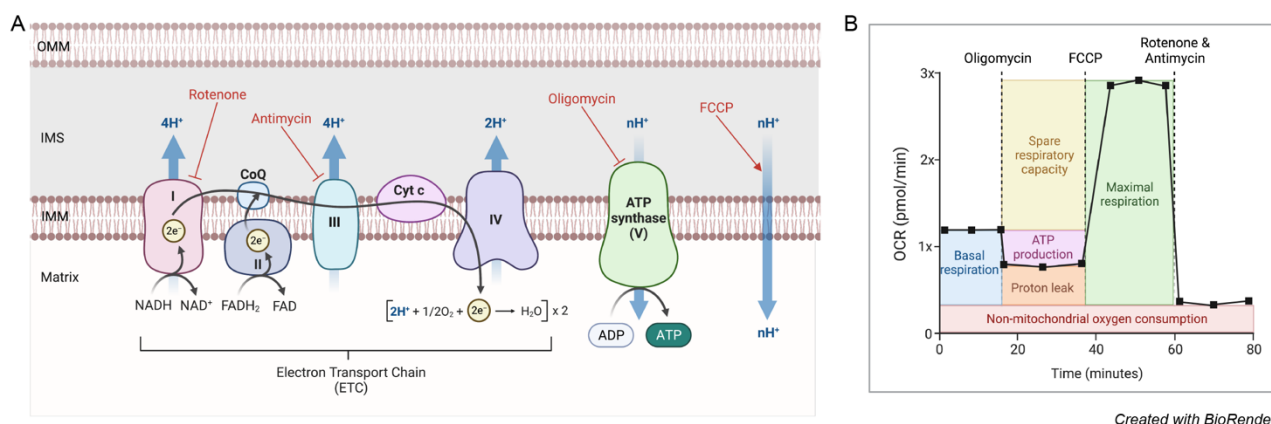 A
OMM
IMS
IMM
Matrix
Rotenone
Antimycin
Oligomycin
FCCP
4H⁺
4H⁺
2H⁺
nH⁺
nH⁺
I
CoQ
II
III
Cyt c
IV
ATP
synthase
(V)
2e⁻
2e⁻
NADH
NAD⁺
FADH₂
FAD
[2H⁺ + 1/2O₂ + 2e⁻ → H₂O] x 2
ADP
ATP
nH⁺
Electron Transport Chain
(ETC)
B
Oligomycin
FCCP
Rotenone &
Antimycin
OCR (pmol/min)
3x
2x
1x
0
Spare
respiratory
capacity
Maximal
respiration
Basal
respiration
ATP
production
Proton leak
Non-mitochondrial oxygen consumption
0
20
40
60
80
Time (minutes)
Created with BioRende